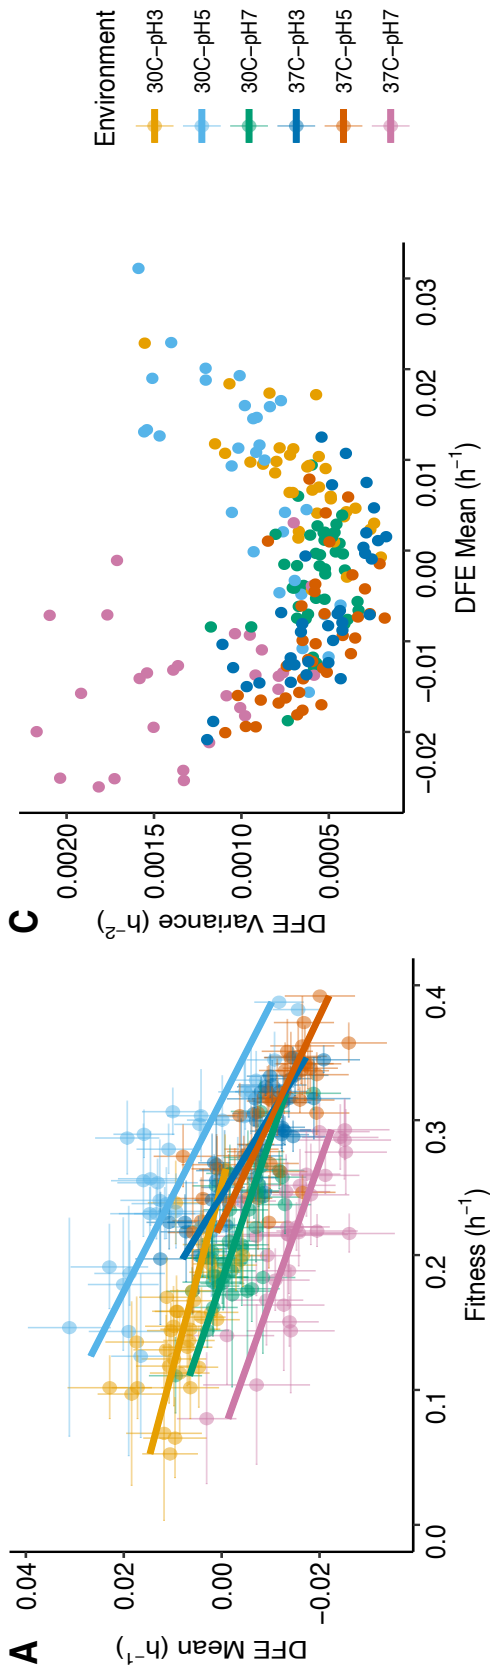 A
DFE Mean (h−1)
0.04
0.02
0.00
−0.02
0.0
0.1
0.2
0.3
0.4
Fitness (h−1)
C
DFE Variance (h−2)
0.0020
0.0015
0.0010
0.0005
−0.02
−0.01
0.00
0.01
0.02
0.03
DFE Mean (h−1)
Environment
30C−pH3
30C−pH5
30C−pH7
37C−pH3
37C−pH5
37C−pH7